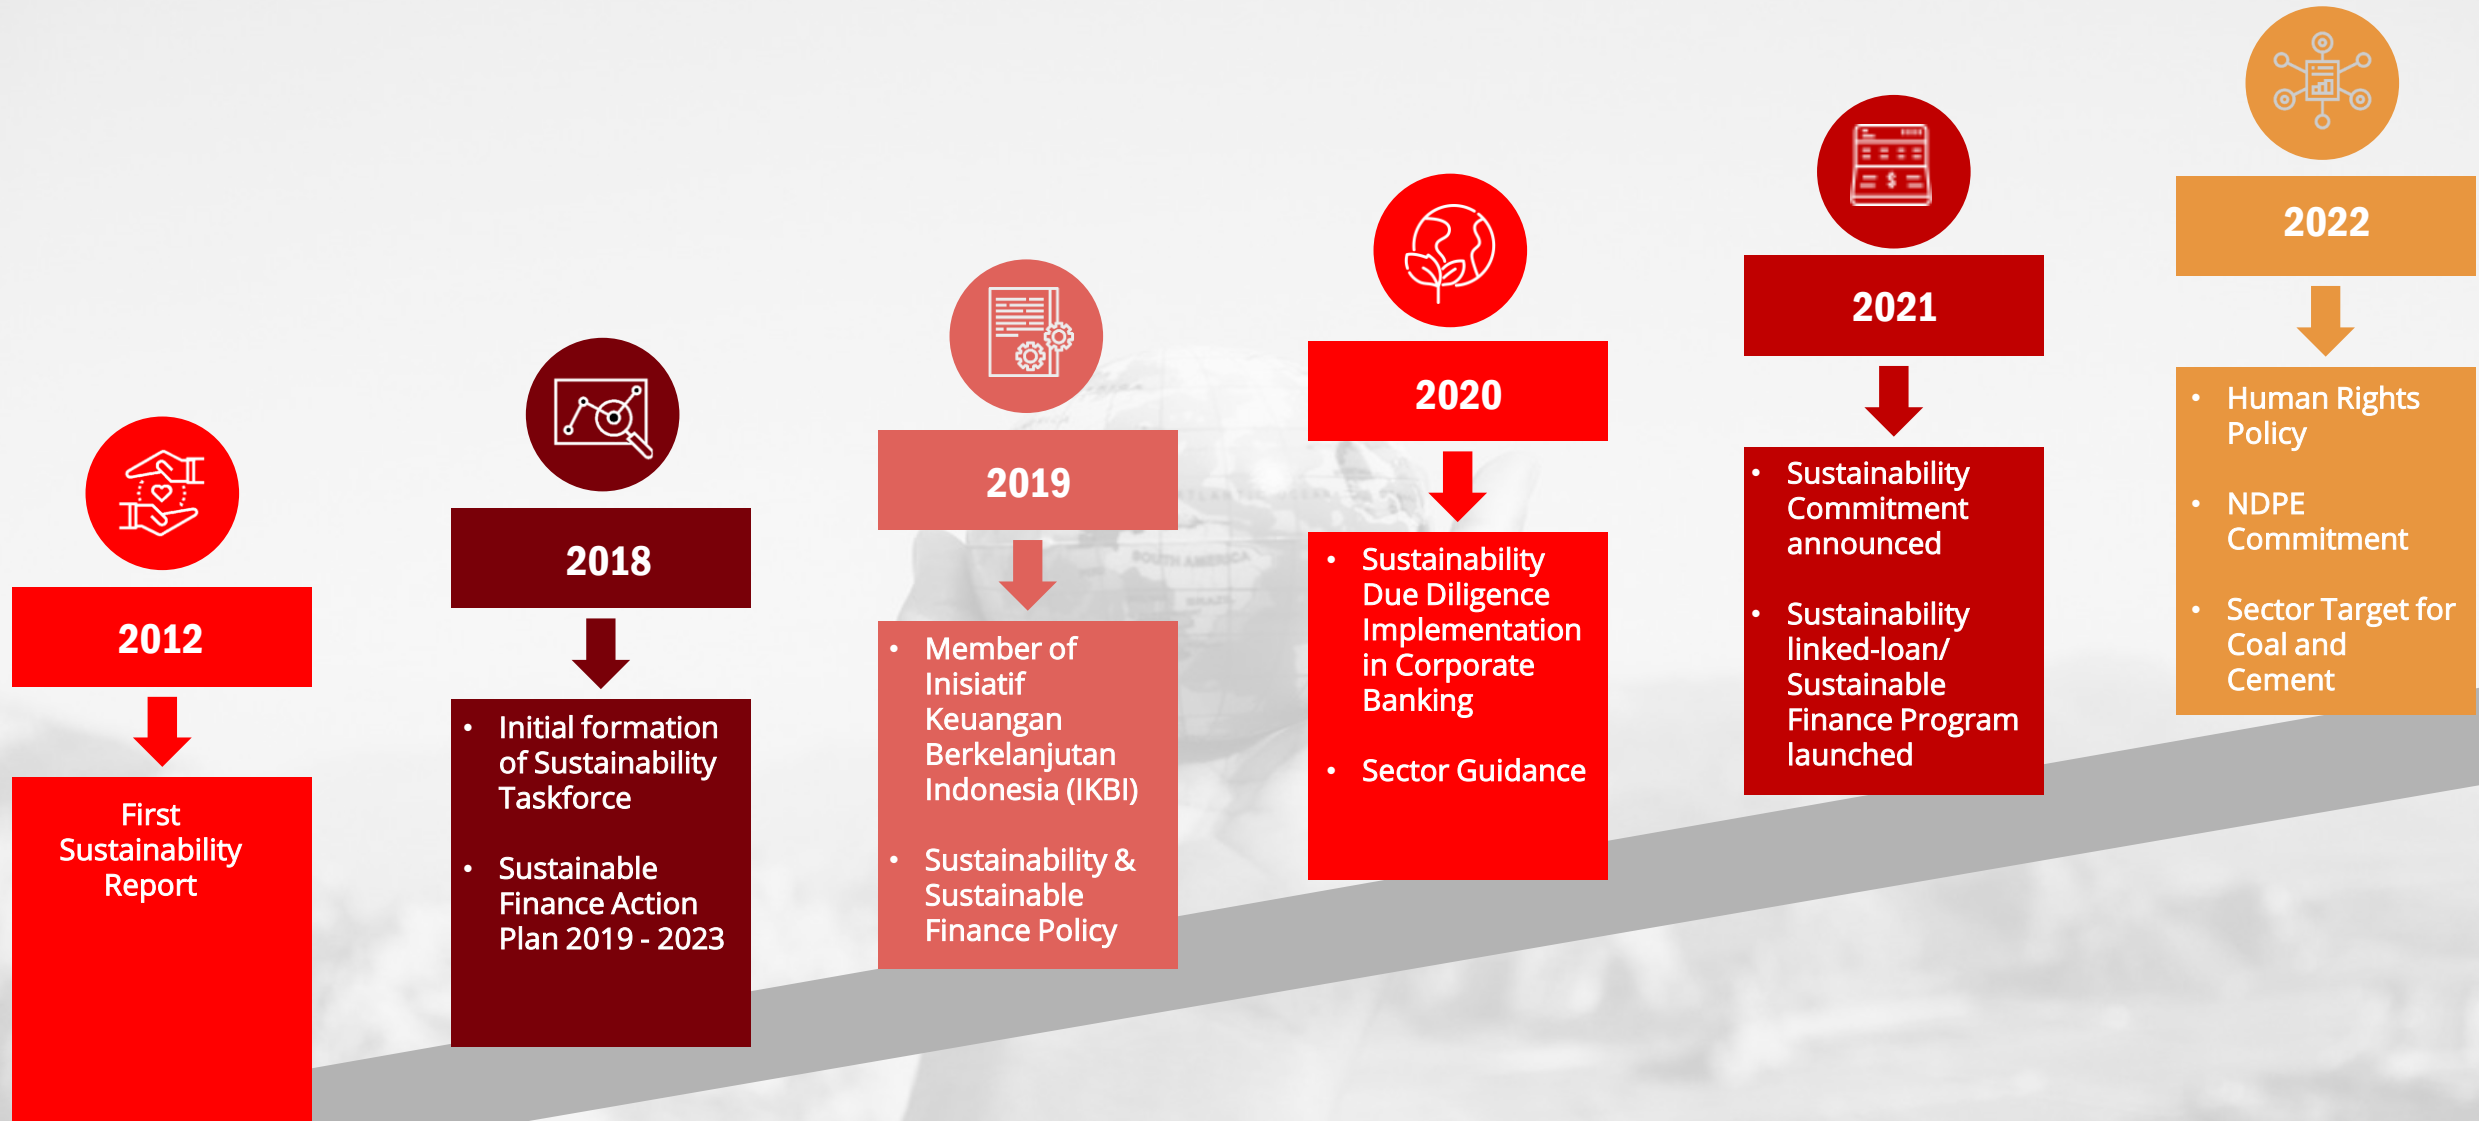 2012
First
Sustainability
Report
2018
• Initial formation
of Sustainability
Taskforce
• Sustainable
Finance Action
Plan 2019 - 2023
2019
• Member of
Inisiatif
Keuangan
Berkelanjutan
Indonesia (IKBI)
• Sustainability &
Sustainable
Finance Policy
2020
• Sustainability
Due Diligence
Implementation
in Corporate
Banking
• Sector Guidance
2021
• Sustainability
Commitment
announced
• Sustainability
linked-loan/
Sustainable
Finance Program
launched
2022
• Human Rights
Policy
• NDPE
Commitment
• Sector Target for
Coal and
Cement
SOUTH AMERICA
BRAZIL